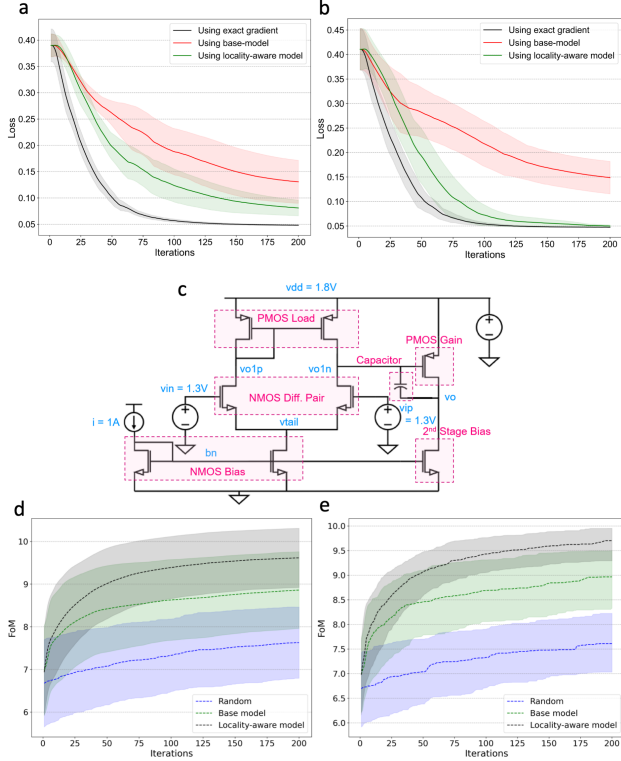 a
Using exact gradient
Using base-model
Using locality-aware model
0.40
0.35
0.30
0.25
0.20
0.15
0.10
0.05
Loss
0 25 50 75 100 125 150 175 200
Iterations
b
Using exact gradient
Using base-model
Using locality-aware model
0.45
0.40
0.35
0.30
0.25
0.20
0.15
0.10
0.05
Loss
0 25 50 75 100 125 150 175 200
Iterations
c
vdd = 1.8V
PMOS Load
PMOS Gain
Capacitor
vo1p
vo1n
vin = 1.3V
NMOS Diff. Pair
vip
= 1.3V
vo
i = 1A
vtail
2nd Stage Bias
bn
NMOS Bias
d
10
9
8
7
6
FoM
Random
Base model
Locality-aware model
0 25 50 75 100 125 150 175 200
Iterations
e
10.0
9.5
9.0
8.5
8.0
7.5
7.0
6.5
6.0
FoM
Random
Base model
Locality-aware model
0 25 50 75 100 125 150 175 200
Iterations